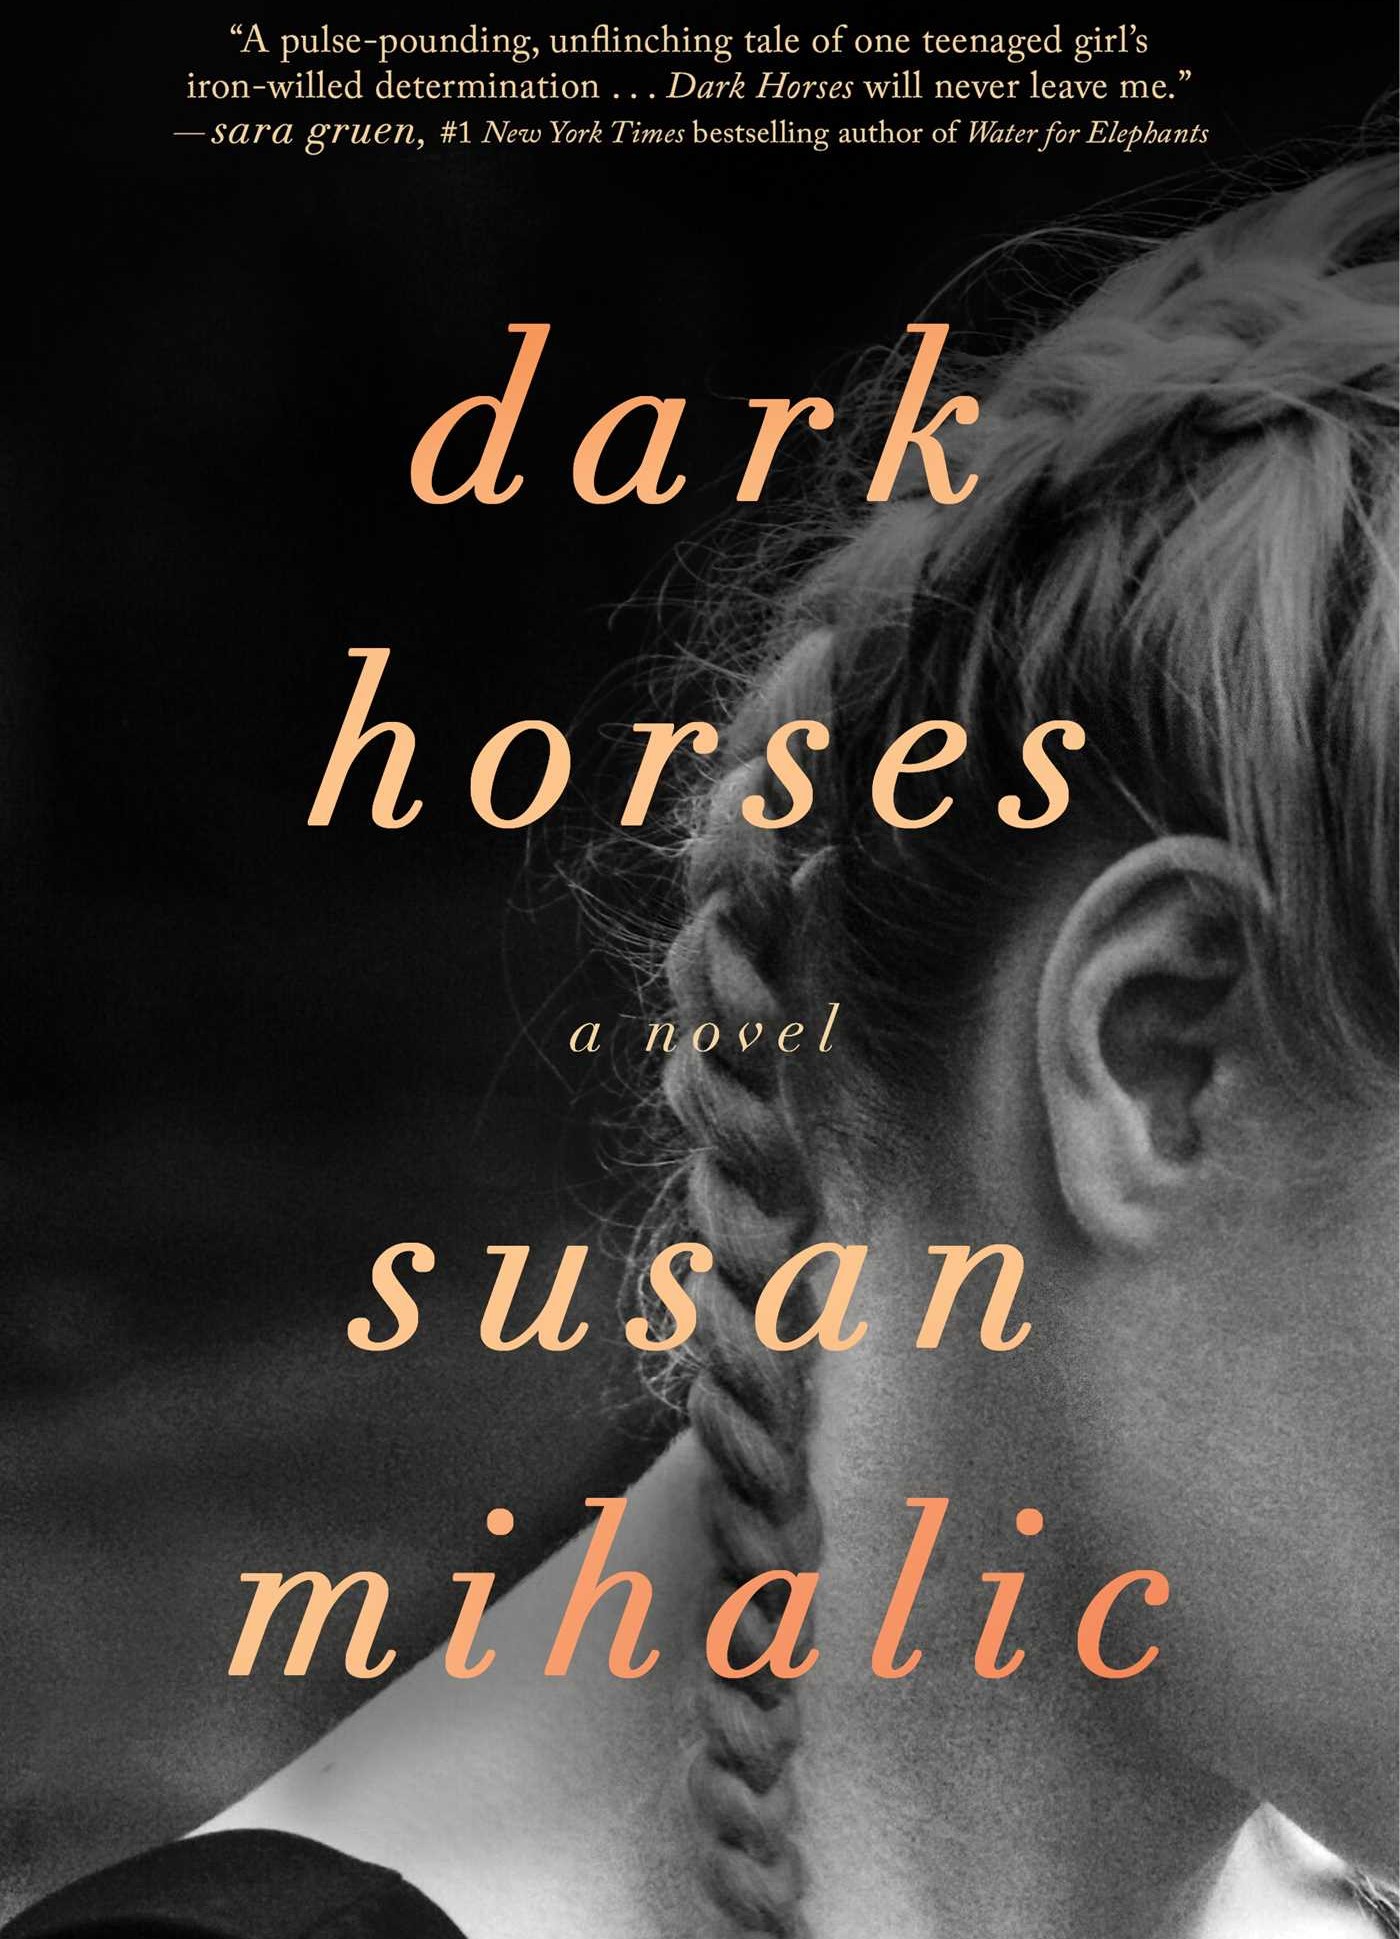 “A pulse-pounding, unflinching tale of one teenaged girl’s
iron-willed determination . . . Dark Horses will never leave me.”
—sara gruen, #1 New York Times bestselling author of Water for Elephants
dark
horses
a novel
susan
mihalic